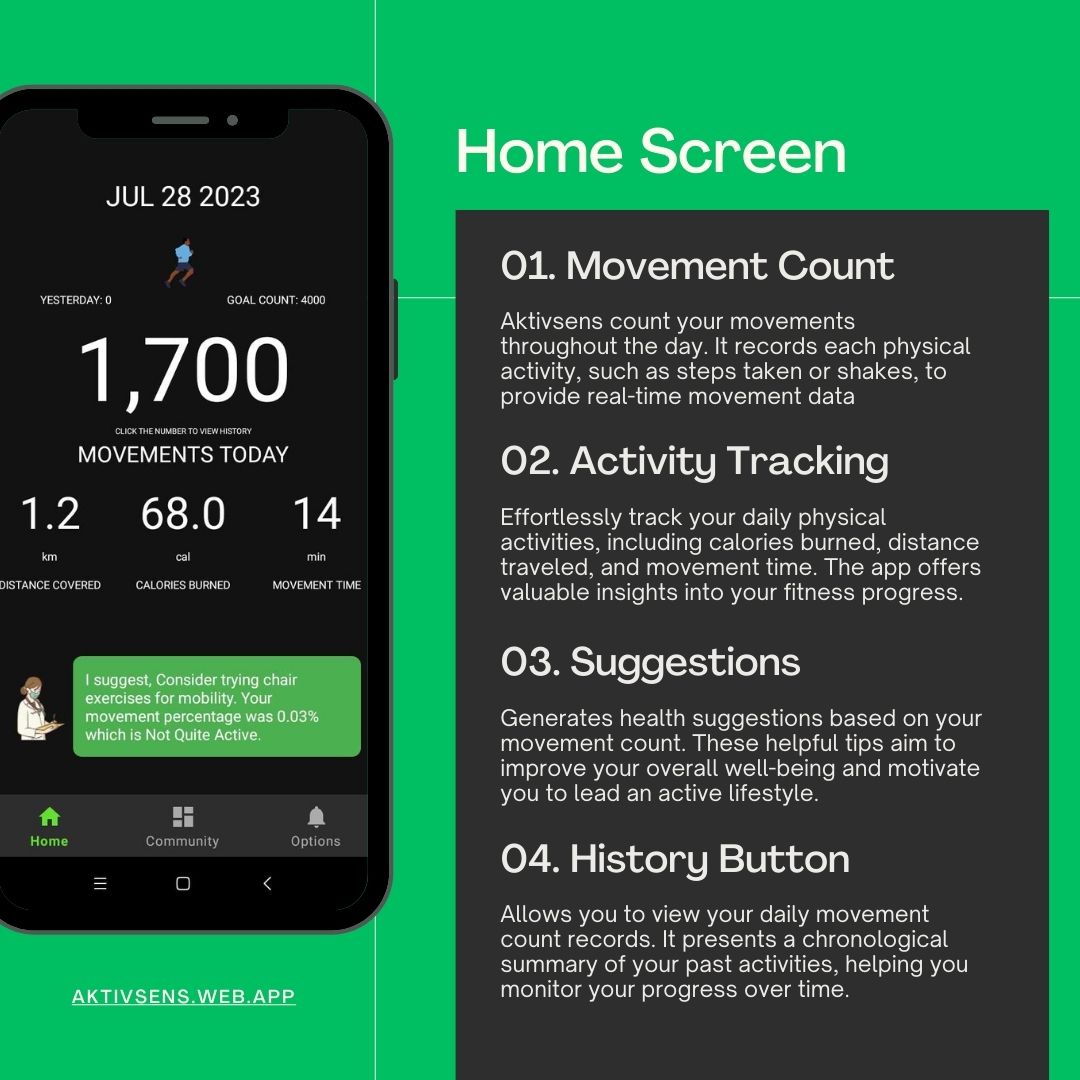 JUL 28 2023
YESTERDAY: 0
GOAL COUNT: 4000
1,700
CLICK THE NUMBER TO VIEW HISTORY
MOVEMENTS TODAY
1.2
68.0
14
km
cal
min
DISTANCE COVERED
CALORIES BURNED
MOVEMENT TIME
I suggest, Consider trying chair
exercises for mobility. Your
movement percentage was 0.03%
which is Not Quite Active.
Home
Community
Options
AKTIVSENS.WEB.APP
Home Screen
01. Movement Count
Aktivsens count your movements
throughout the day. It records each physical
activity, such as steps taken or shakes, to
provide real-time movement data
02. Activity Tracking
Effortlessly track your daily physical
activities, including calories burned, distance
traveled, and movement time. The app offers
valuable insights into your fitness progress.
03. Suggestions
Generates health suggestions based on your
movement count. These helpful tips aim to
improve your overall well-being and motivate
you to lead an active lifestyle.
04. History Button
Allows you to view your daily movement
count records. It presents a chronological
summary of your past activities, helping you
monitor your progress over time.